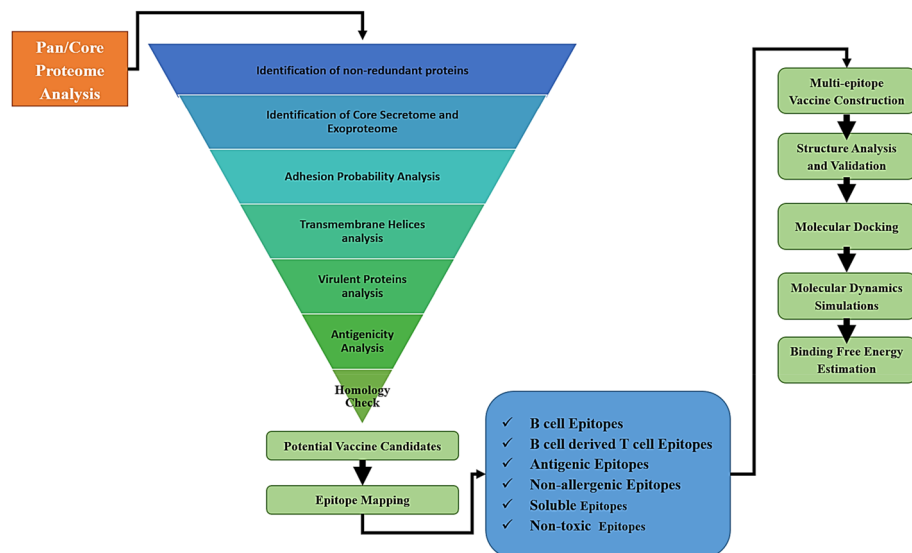 Pan/Core
Proteome
Analysis
Identification of non-redundant proteins
Identification of Core Secretome and
Exoproteome
Adhesion Probability Analysis
Transmembrane Helices
analysis
Virulent Proteins
analysis
Antigenicity
Analysis
Homology
Check
Potential Vaccine Candidates
Epitope Mapping
✓ B cell Epitopes
✓ B cell derived T cell Epitopes
✓ Antigenic Epitopes
✓ Non-allergenic Epitopes
✓ Soluble Epitopes
✓ Non-toxic Epitopes
Multi-epitope
Vaccine Construction
Structure Analysis
and Validation
Molecular Docking
Molecular Dynamics
Simulations
Binding Free Energy
Estimation